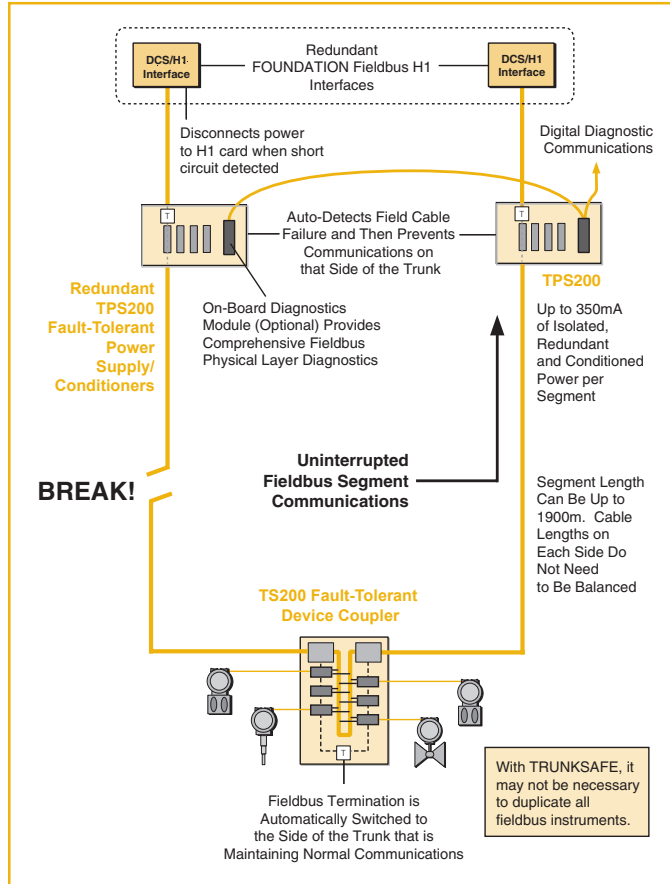 DCS/H1
Interface
Redundant
FOUNDATION Fieldbus H1
Interfaces
DCS/H1
Interface
Disconnects power
to H1 card when short
circuit detected
Digital Diagnostic
Communications
T
T
Auto-Detects Field Cable
Failure and Then Prevents
Communications on
that Side of the Trunk
Redundant
TPS200
Fault-Tolerant
Power
Supply/
Conditioners
On-Board Diagnostics
Module (Optional) Provides
Comprehensive Fieldbus
Physical Layer Diagnostics
TPS200
Up to 350mA
of Isolated,
Redundant
and Conditioned
Power per
Segment
BREAK!
Uninterrupted
Fieldbus Segment
Communications
Segment Length
Can Be Up to
1900m. Cable
Lengths on
Each Side Do
Not Need
to Be Balanced
TS200 Fault-Tolerant
Device Coupler
T
With TRUNKSAFE, it
may not be necessary
to duplicate all
fieldbus instruments.
Fieldbus Termination is
Automatically Switched to
the Side of the Trunk that is
Maintaining Normal Communications